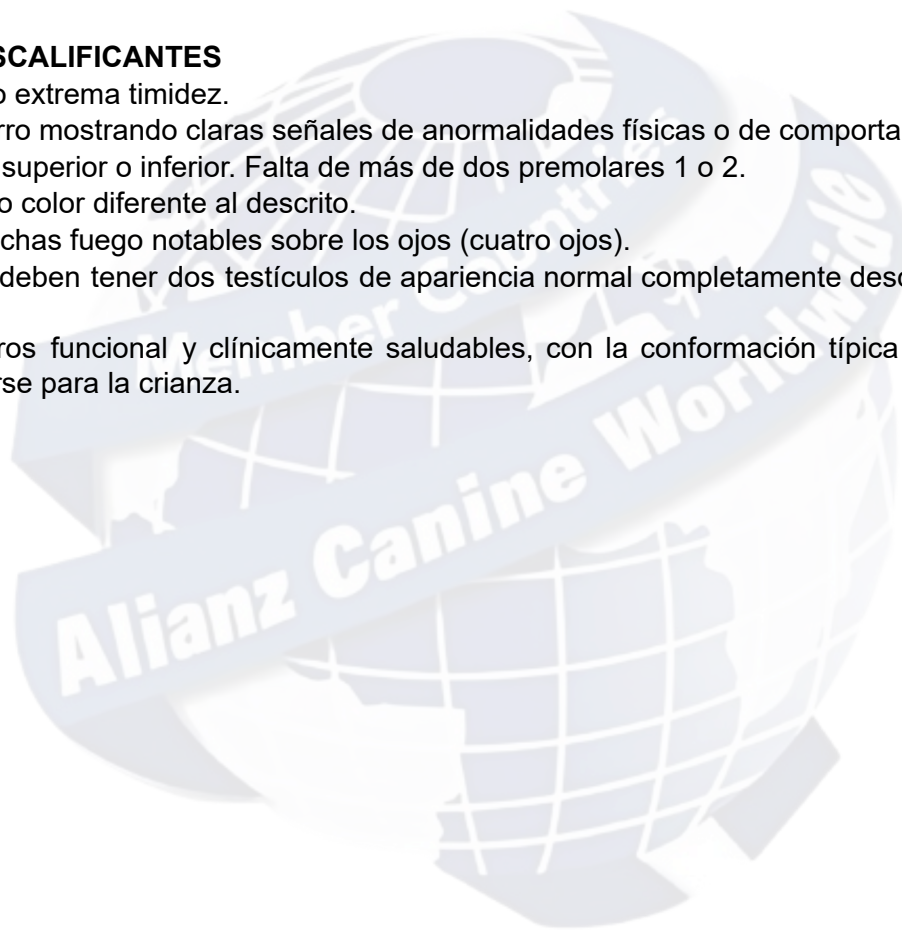 SCALIFICANTES
o extrema timidez.
rro mostrando claras señales de anormalidades físicas o de comporta
superior o inferior. Falta de más de dos premolares 1 o 2.
o color diferente al descrito.
chas fuego notables sobre los ojos (cuatro ojos).
deben tener dos testículos de apariencia normal completamente desc
ros funcional y clínicamente saludables, con la conformación típica
rse para la crianza.
Member Countries
Alianz Canine Worldwide